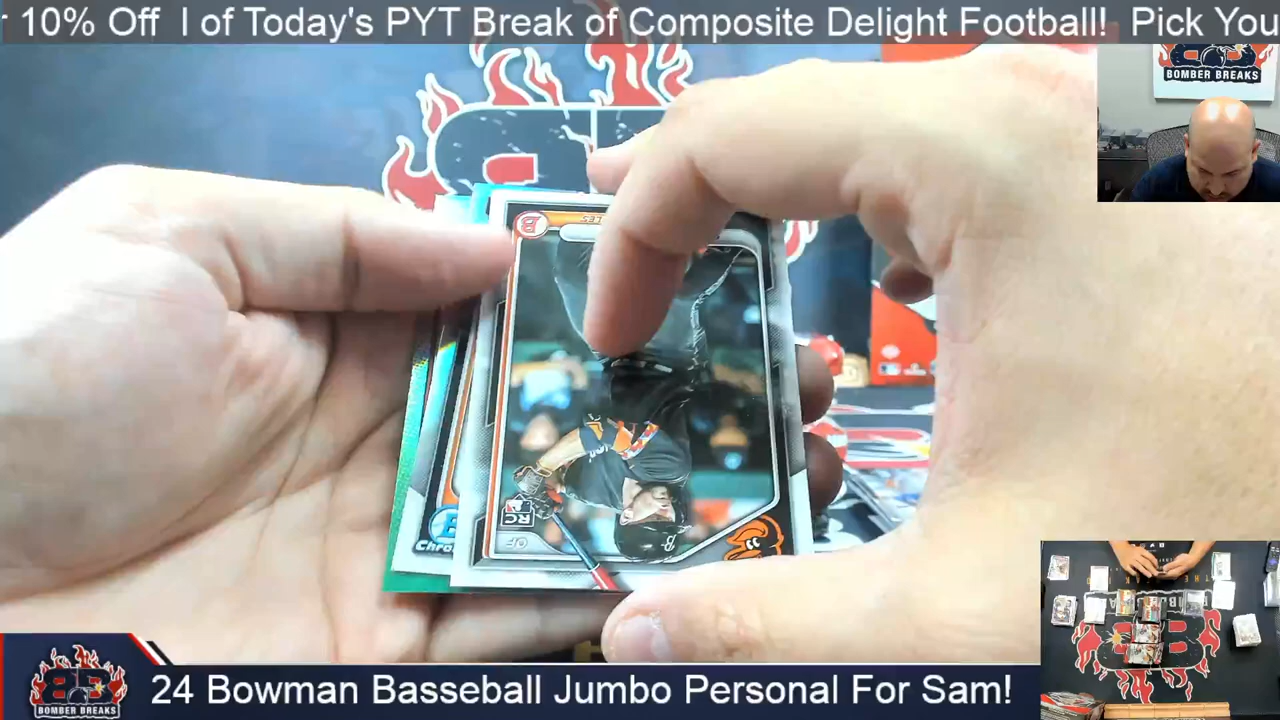 10% Off I of Today's PYT Break of Composite Delight Football! Pick You
BOMBER BREAKS
B
RC
OF
B
Chro
24 Bowman Basseball Jumbo Personal For Sam!
BOMBER BREAKS